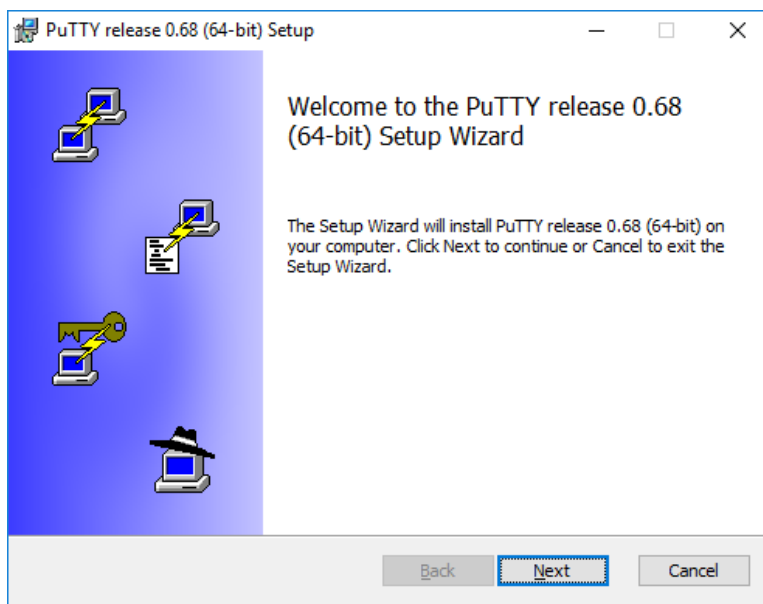 PuTTY release 0.68 (64-bit) Setup
Welcome to the PuTTY release 0.68
(64-bit) Setup Wizard
The Setup Wizard will install PuTTY release 0.68 (64-bit) on
your computer. Click Next to continue or Cancel to exit the
Setup Wizard.
Back Next Cancel